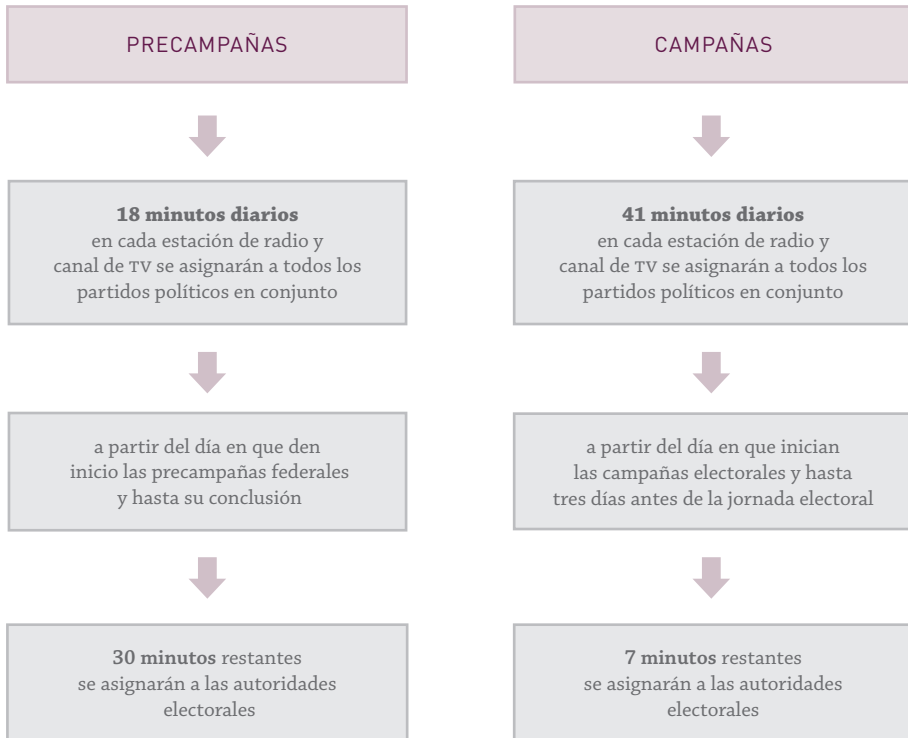 PRECAMPAÑAS
18 minutos diarios
en cada estación de radio y
canal de TV se asignarán a todos los
partidos políticos en conjunto
a partir del día en que den
inicio las precampañas federales
y hasta su conclusión
30 minutos restantes
se asignarán a las autoridades
electorales
CAMPAÑAS
41 minutos diarios
en cada estación de radio y
canal de TV se asignarán a todos los
partidos políticos en conjunto
a partir del día en que inician
las campañas electorales y hasta
tres días antes de la jornada electoral
7 minutos restantes
se asignarán a las autoridades
electorales